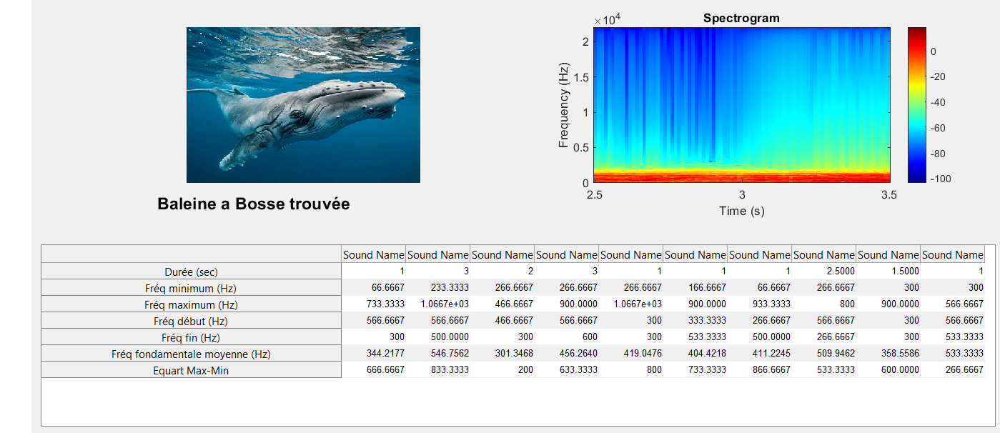 Spectrogram
×10⁴
2
1.5
1
0.5
0
Frequency (Hz)
2.5 3 3.5
Time (s)
0
-20
-40
-60
-80
-100
Baleine a Bosse trouvée
Sound Name Sound Name Sound Name Sound Name Sound Name Sound Name Sound Name Sound Name Sound Name Sound Name
Durée (sec) 1 3 2 3 1 1 1 2.5000 1.5000 1
Fréq minimum (Hz) 66.6667 233.3333 266.6667 266.6667 266.6667 166.6667 66.6667 266.6667 300 300
Fréq maximum (Hz) 733.3333 1.0667e+03 466.6667 900.0000 1.0667e+03 900.0000 933.3333 800 900.0000 566.6667
Fréq début (Hz) 566.6667 566.6667 466.6667 566.6667 300 333.3333 266.6667 566.6667 300 566.6667
Fréq fin (Hz) 300 500.0000 300 600 300 533.3333 500.0000 266.6667 300 533.3333
Fréq fondamentale moyenne (Hz) 344.2177 546.7562 301.3468 456.2640 419.0476 404.4218 411.2245 509.9462 358.5586 533.3333
Equart Max-Min 666.6667 833.3333 200 633.3333 800 733.3333 866.6667 533.3333 600.0000 266.6667